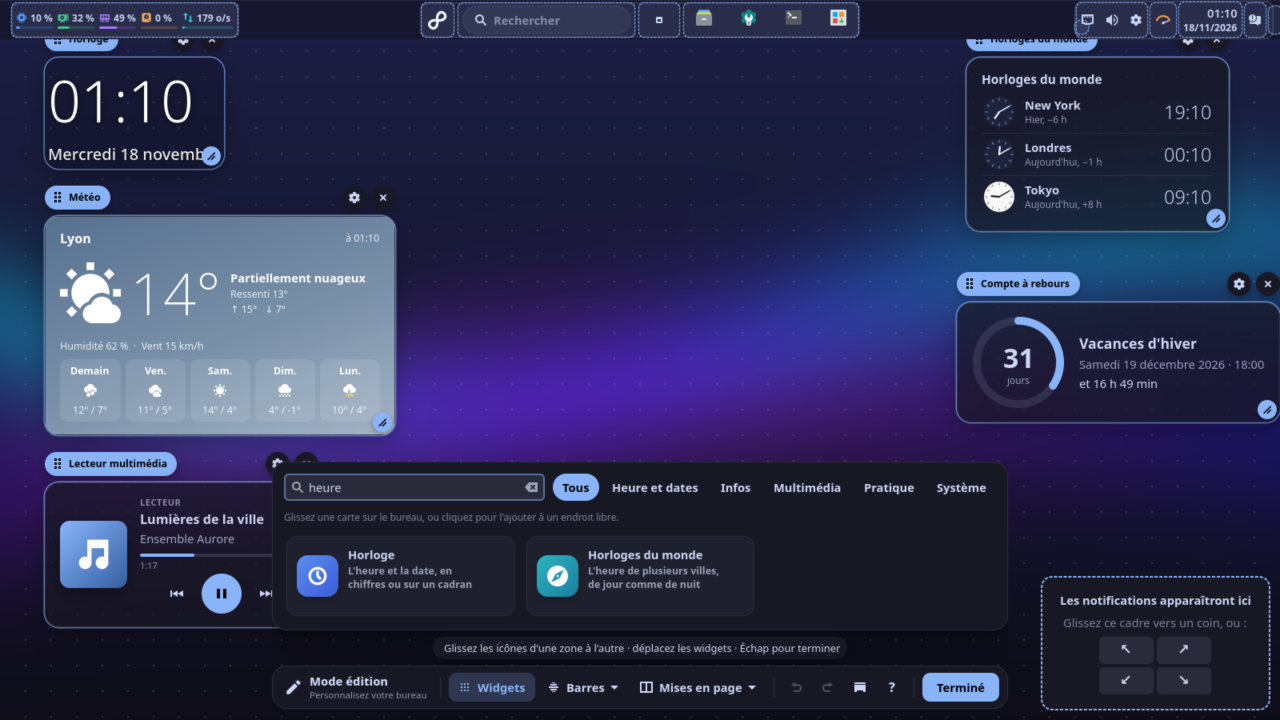 10 % 32 % 49 % 0 % 179 o/s
Rechercher
01:10
18/11/2026
Horloge
01:10
Mercredi 18 novemb
Horloges du monde
Horloges du monde
New York
Hier, −6 h
19:10
Londres
Aujourd'hui, −1 h
00:10
Tokyo
Aujourd'hui, +8 h
09:10
Météo
Lyon
à 01:10
14°
Partiellement nuageux
Ressenti 13°
↑ 15° ↓ 7°
Humidité 62 % · Vent 15 km/h
Demain Ven. Sam. Dim. Lun.
12° / 7° 11° / 5° 14° / 4° 4° / -1° 10° / 4°
Compte à rebours
31
jours
Vacances d'hiver
Samedi 19 décembre 2026 · 18:00
et 16 h 49 min
Lecteur multimédia
LECTEUR
Lumières de la ville
Ensemble Aurore
1:17
heure
Tous Heure et dates Infos Multimédia Pratique Système
Glissez une carte sur le bureau, ou cliquez pour l'ajouter à un endroit libre.
Horloge
L'heure et la date, en
chiffres ou sur un cadran
Horloges du monde
L'heure de plusieurs villes,
de jour comme de nuit
Les notifications apparaîtront ici
Glissez ce cadre vers un coin, ou :
↖ ↗
↙ ↘
Glissez les icônes d'une zone à l'autre · déplacez les widgets · Échap pour terminer
Mode édition
Personnalisez votre bureau
Widgets Barres Mises en page ? Terminé